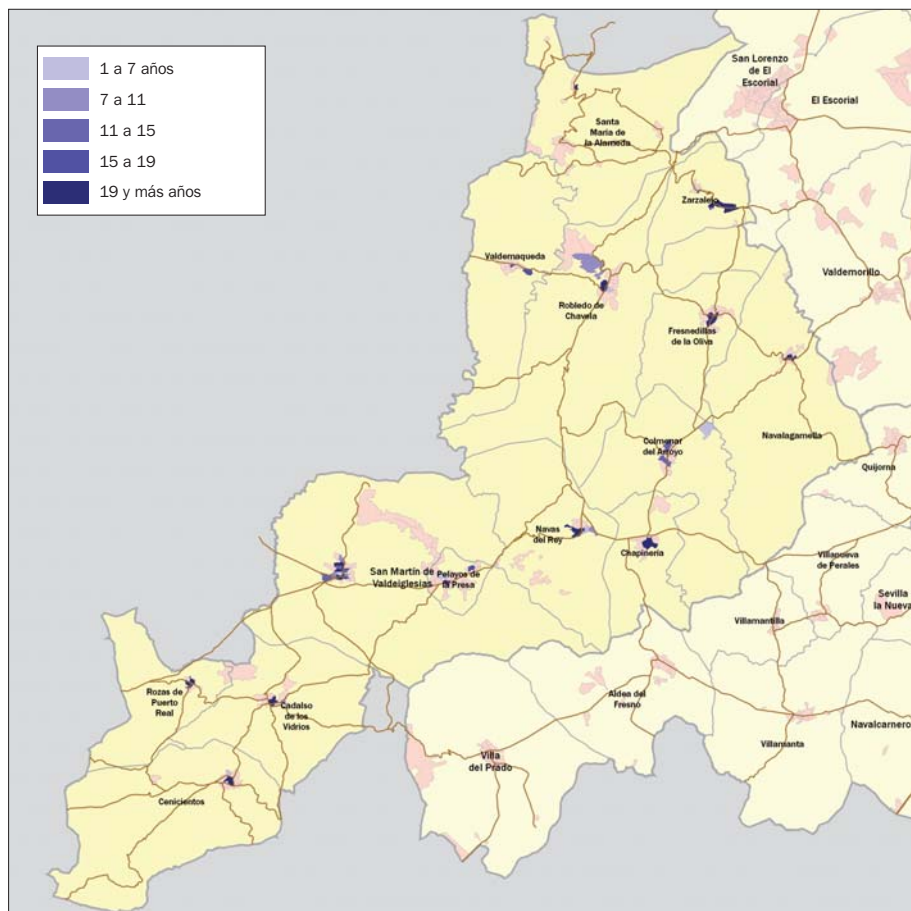 1 a 7 años
7 a 11
11 a 15
15 a 19
19 y más años
San Lorenzo
de El
Escorial
El Escorial
Santa
María de
la Alameda
Zarzalejo
Valdemaqueda
Valdemorillo
Robledo de
Chavela
Fresnedillas
de la Oliva
Colmenar
del Arroyo
Navalagamella
Quijorna
Navas
del Rey
Chapinería
Villanueva
de Perales
San Martín de
Valdeiglesias
Pelayos de
la Presa
Sevilla
la Nueva
Villamantilla
Rozas de
Puerto
Real
Cadalso
de los
Vidrios
Aldea del
Fresno
Navalcarnero
Villamanta
Villa
del Prado
Cenicientos